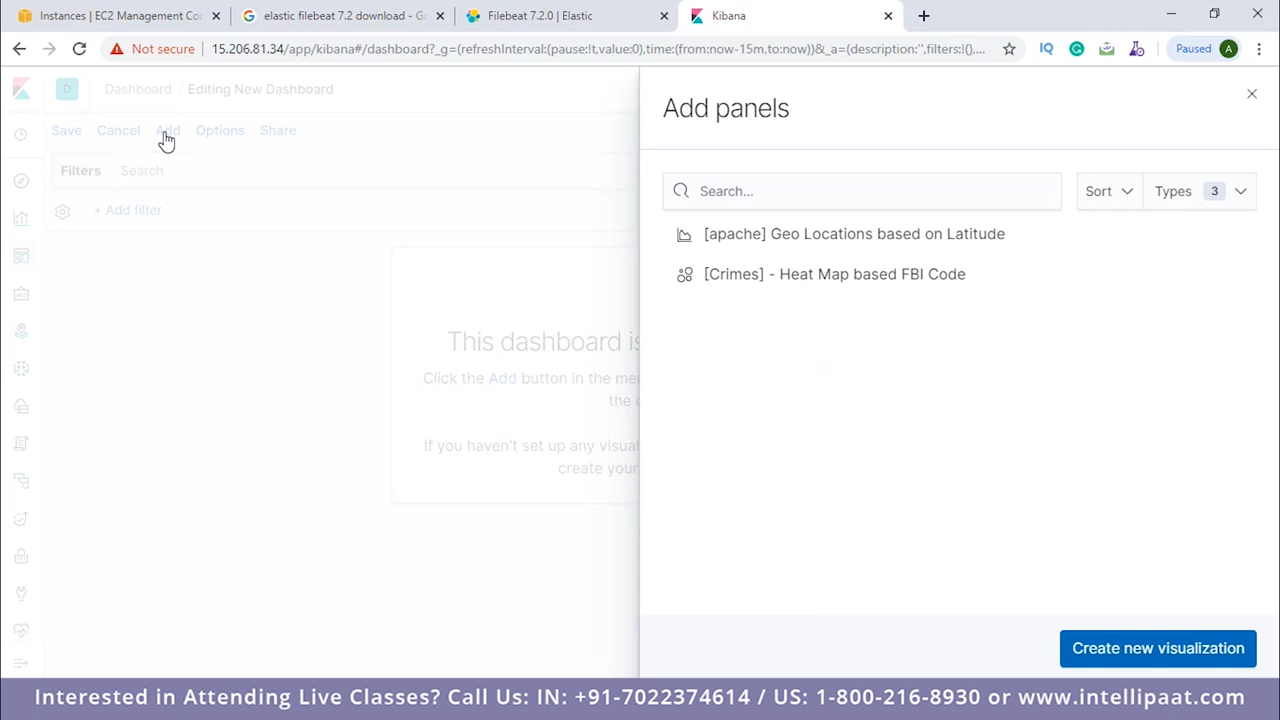 Instances | EC2 Management Con
elastic filebeat 7.2 download - Go
Filebeat 7.2.0 | Elastic
Kibana
Not secure
15.206.81.34/app/kibana#/dashboard?_g=(refreshInterval:(pause:!t,value:0),time:(from:now-15m,to:now))&_a=(description:'',filters:!(),...
IQ
Paused
A
D
Dashboard / Editing New Dashboard
Save Cancel Add Options Share
Filters Search
+ Add filter
This dashboard is
Click the Add button in the me
the d
If you haven't set up any visual
create your
Add panels
Search...
Sort
Types 3
[apache] Geo Locations based on Latitude
[Crimes] - Heat Map based FBI Code
Create new visualization
Interested in Attending Live Classes? Call Us: IN: +91-7022374614 / US: 1-800-216-8930 or www.intellipaat.com